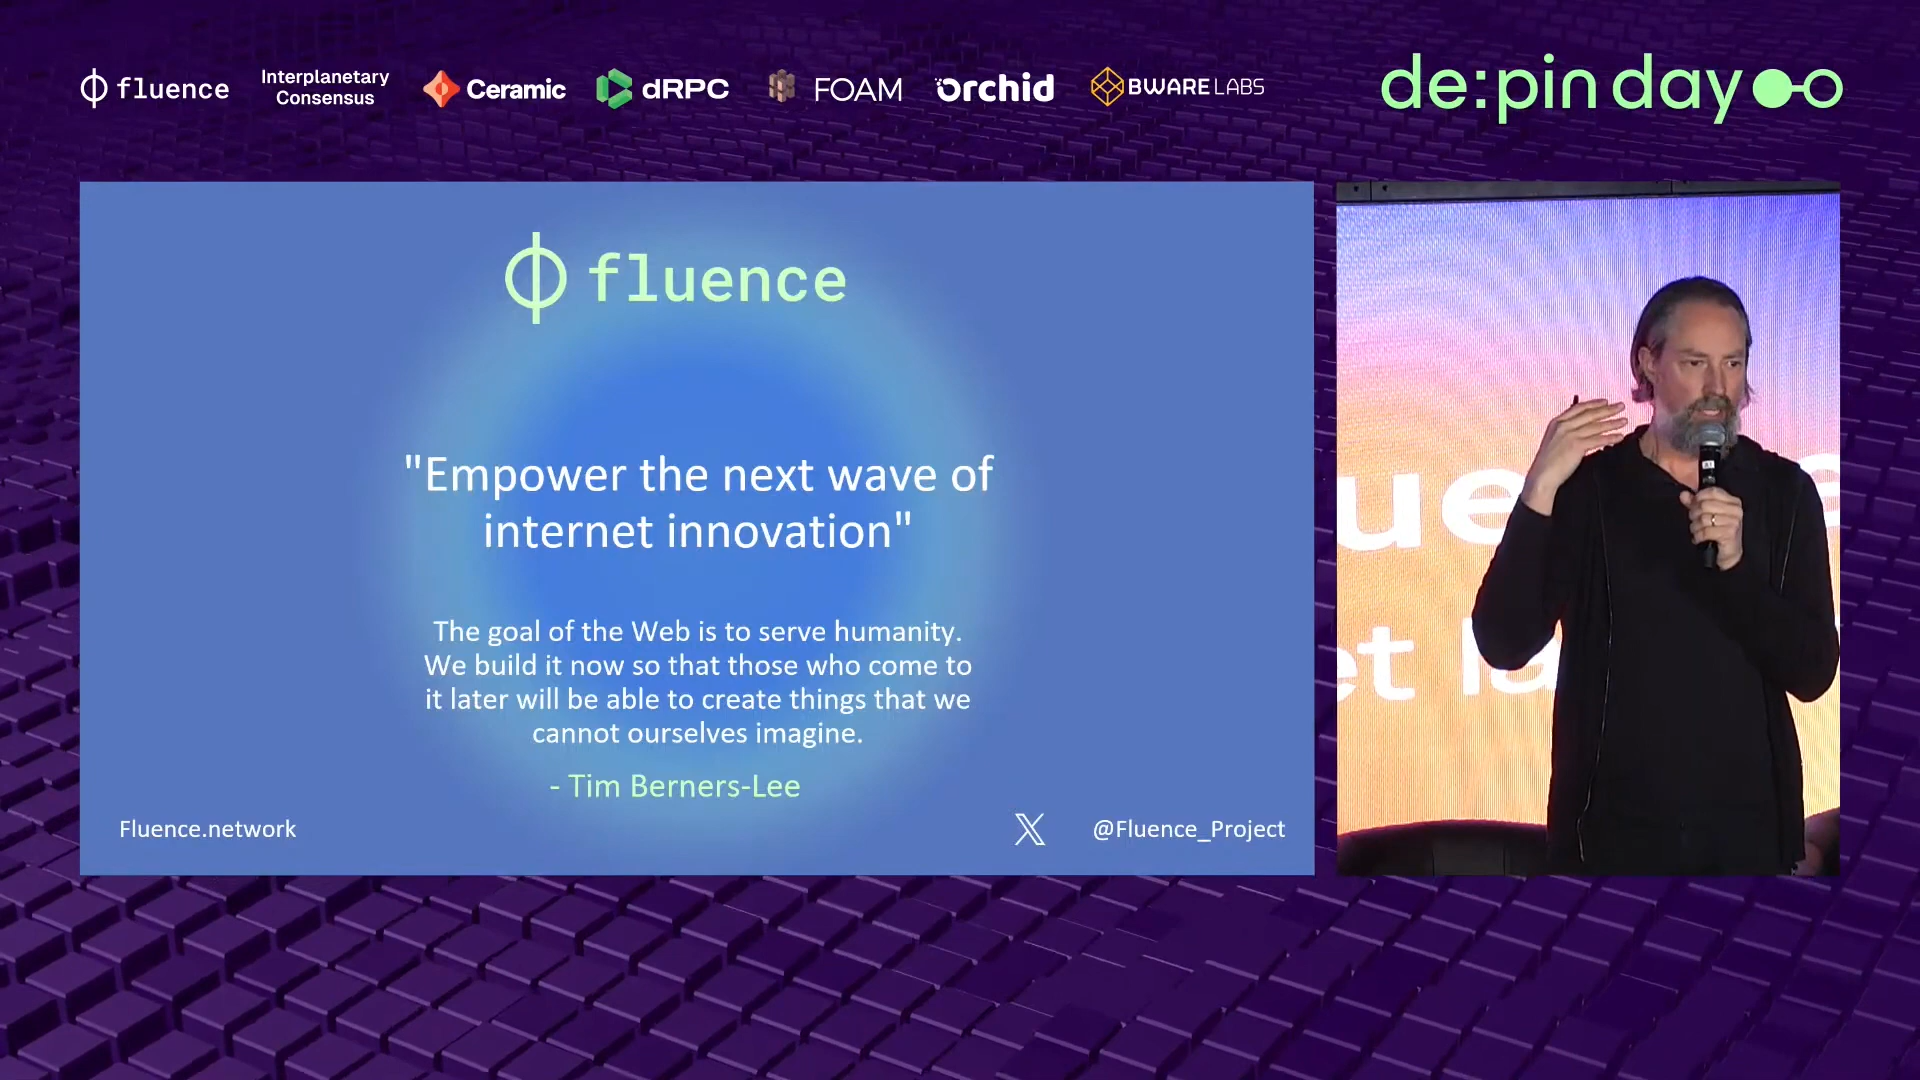 fluence
Interplanetary
Consensus
Ceramic
dRPC
FOAM
orchid
BWARE LABS
de:pin day
fluence
"Empower the next wave of
internet innovation"
The goal of the Web is to serve humanity.
We build it now so that those who come to
it later will be able to create things that we
cannot ourselves imagine.
- Tim Berners-Lee
Fluence.network
@Fluence_Project